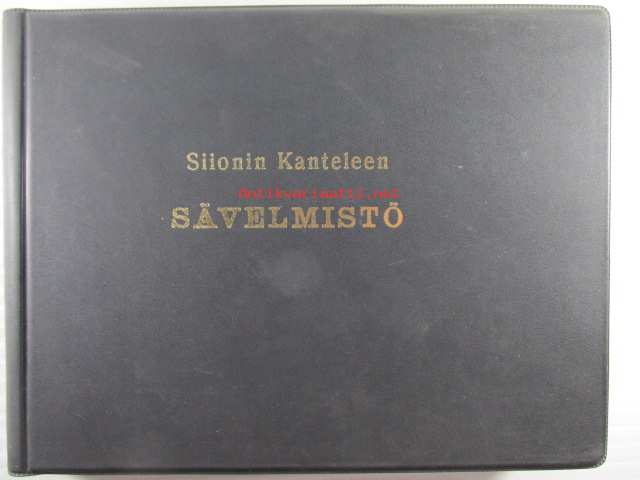 Siionin Kanteleen
Antikvariaatti.net
SÄVELMISTÖ